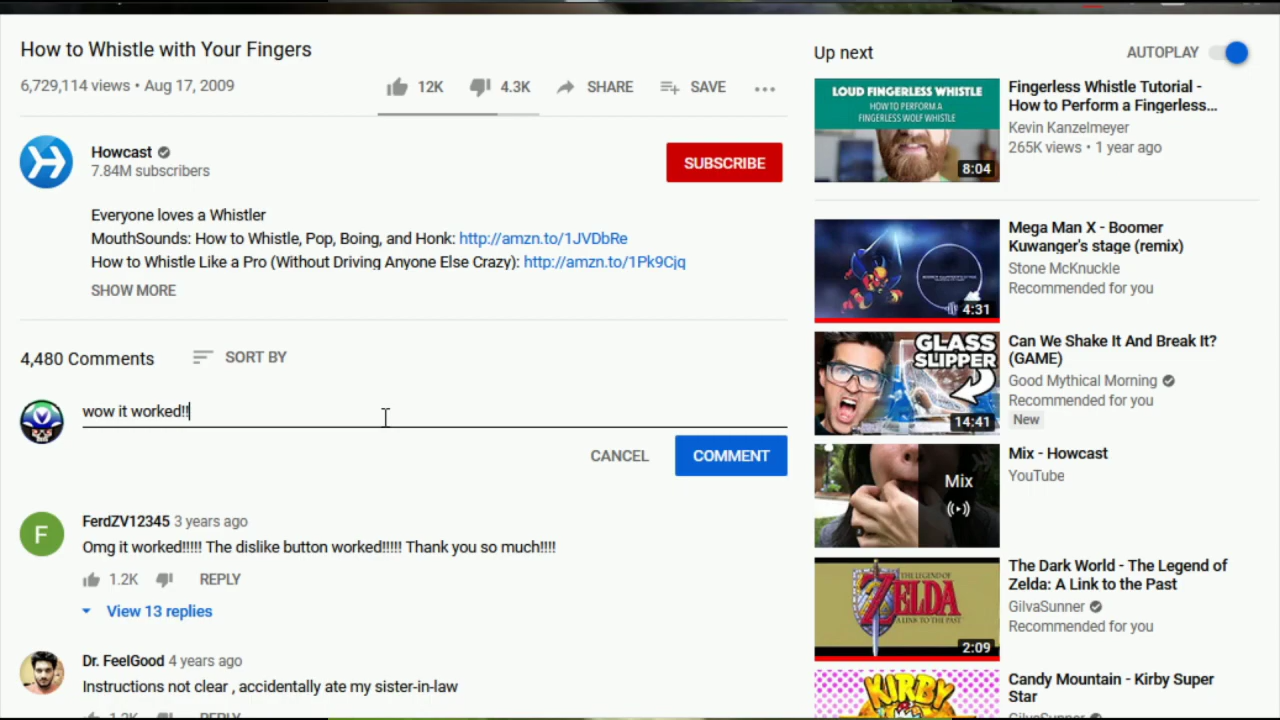 How to Whistle with Your Fingers
6,729,114 views • Aug 17, 2009
12K
4.3K
SHARE
SAVE
Howcast
7.84M subscribers
SUBSCRIBE
Everyone loves a Whistler
MouthSounds: How to Whistle, Pop, Boing, and Honk: http://amzn.to/1JVDbRe
How to Whistle Like a Pro (Without Driving Anyone Else Crazy): http://amzn.to/1Pk9Cjq
SHOW MORE
4,480 Comments
SORT BY
wow it worked!!
CANCEL
COMMENT
F
FerdZV12345 3 years ago
Omg it worked!!!!! The dislike button worked!!!!! Thank you so much!!!!
1.2K
REPLY
View 13 replies
Dr. FeelGood 4 years ago
Instructions not clear , accidentally ate my sister-in-law
1.2K
REPLY
Up next
AUTOPLAY
LOUD FINGERLESS WHISTLE
HOW TO PERFORM A
FINGERLESS WOLF WHISTLE
8:04
Fingerless Whistle Tutorial -
How to Perform a Fingerless...
Kevin Kanzelmeyer
265K views • 1 year ago
4:31
Mega Man X - Boomer
Kuwanger's stage (remix)
Stone McKnuckle
Recommended for you
GLASS
SLIPPER
14:41
Can We Shake It And Break It?
(GAME)
Good Mythical Morning
Recommended for you
New
Mix
Mix - Howcast
YouTube
THE LEGEND OF
ZELDA
A LINK TO THE PAST
2:09
The Dark World - The Legend of
Zelda: A Link to the Past
GilvaSunner
Recommended for you
KIRBY
Candy Mountain - Kirby Super
Star
GilvaSunner